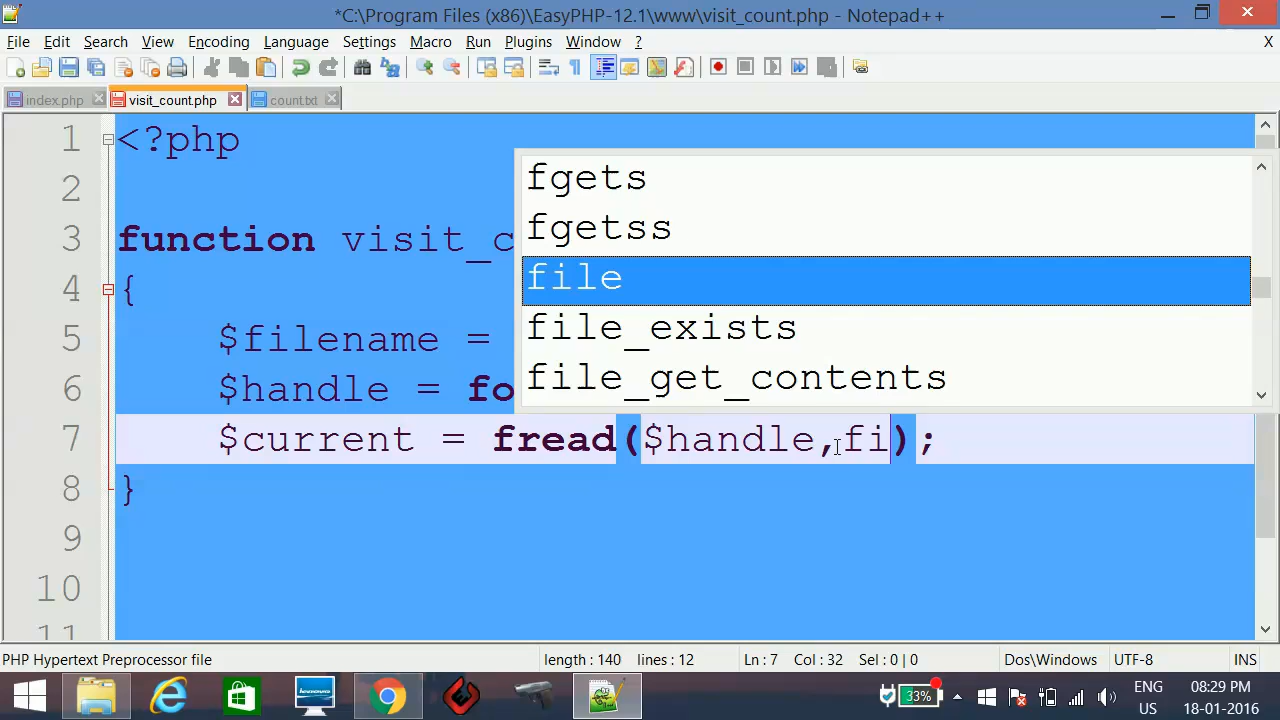 *C:\Program Files (x86)\EasyPHP-12.1\www\visit_count.php - Notepad++
File Edit Search View Encoding Language Settings Macro Run Plugins Window ? X
index.php visit_count.php count.txt
1 <?php
2
3 function visit_c
4 {
5 $filename =
6 $handle = fo
7 $current = fread($handle,fi);
8 }
9
10
11
fgets
fgetss
file
file_exists
file_get_contents
PHP Hypertext Preprocessor file length : 140 lines : 12 Ln : 7 Col : 32 Sel : 0 | 0 Dos\Windows UTF-8 INS
33% ENG 08:29 PM
US 18-01-2016